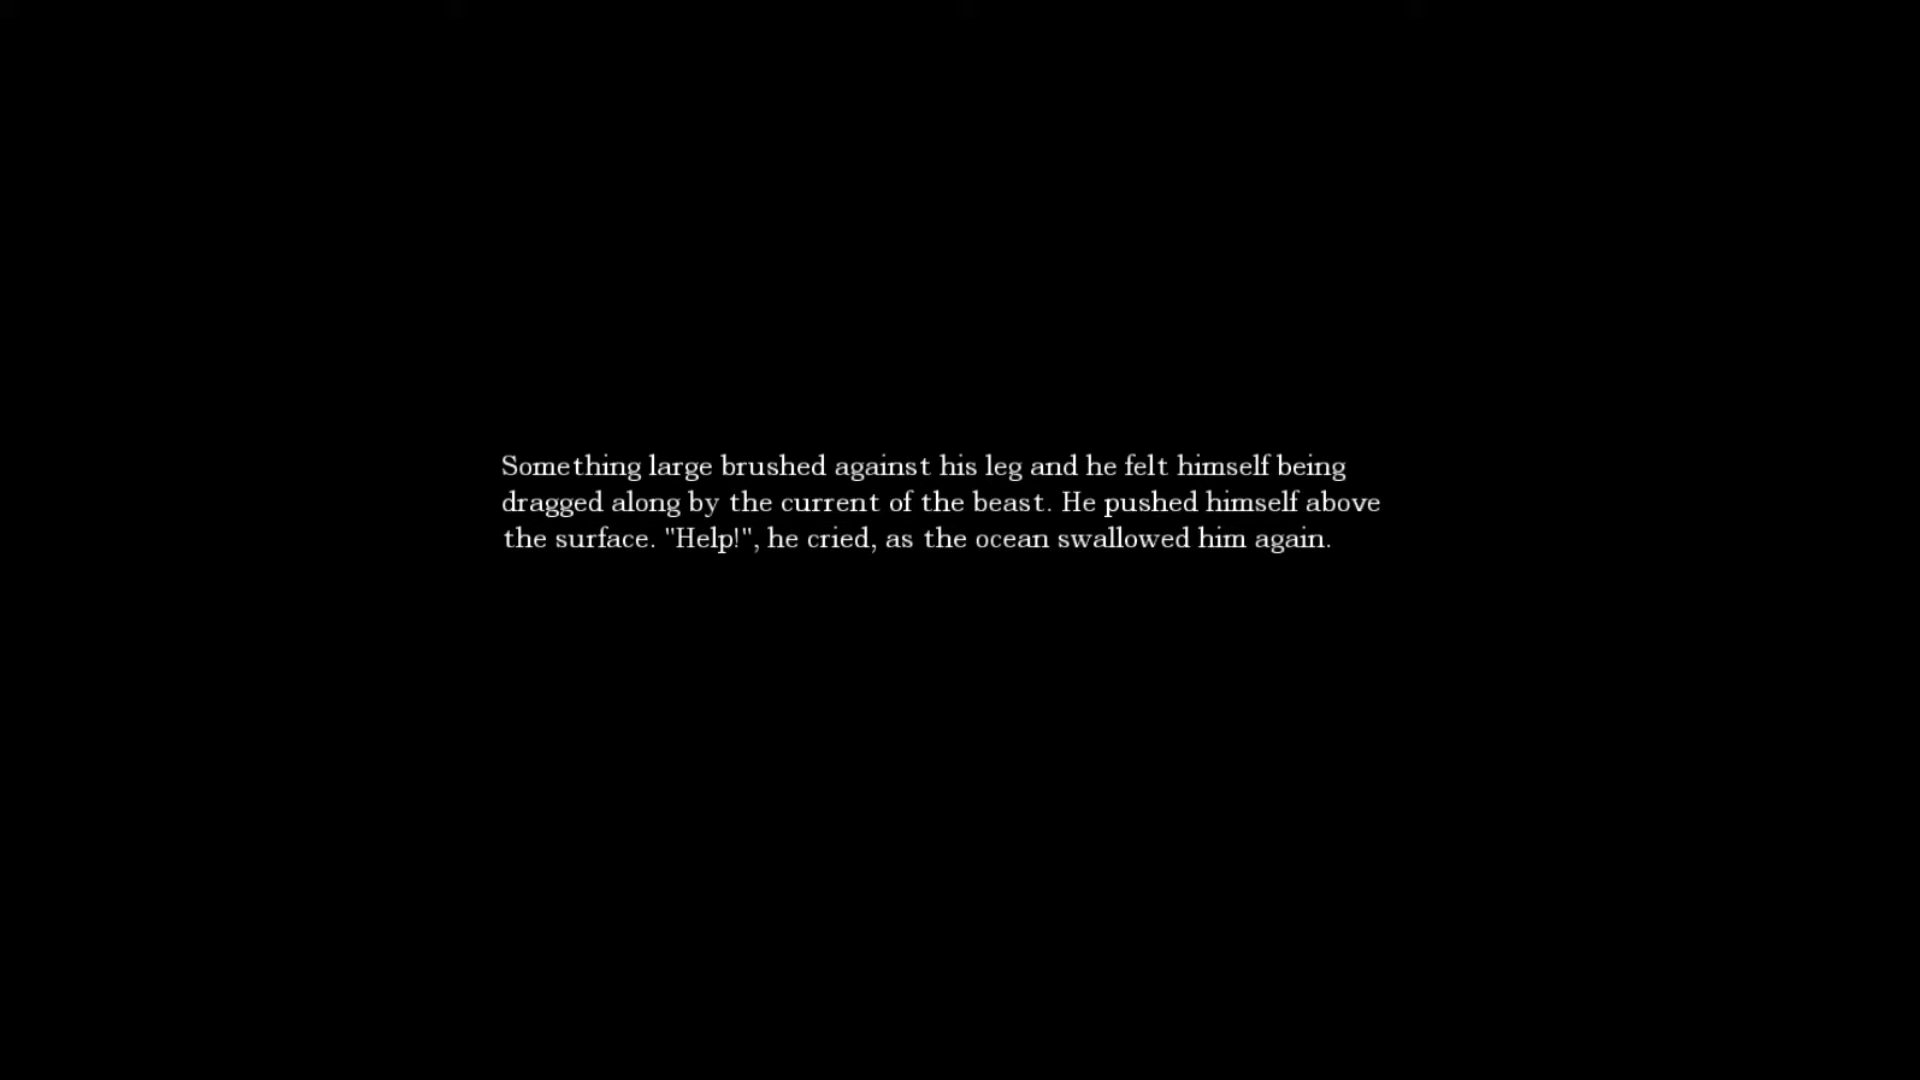 Something large brushed against his leg and he felt himself being
dragged along by the current of the beast. He pushed himself above
the surface. "Help!", he cried, as the ocean swallowed him again.